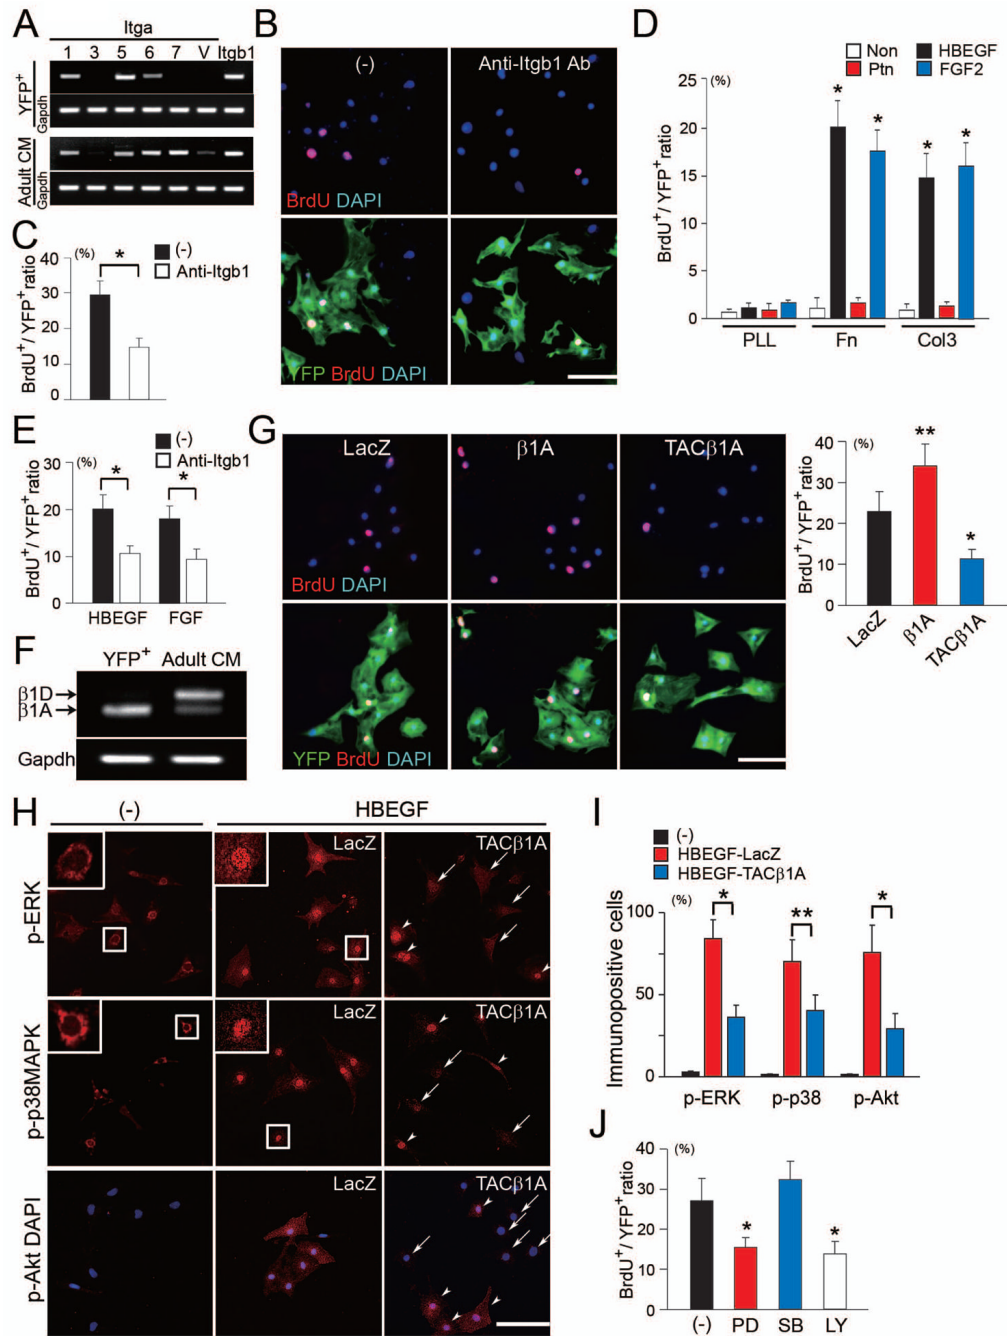 A
Itga
1 3 5 6 7 V Itgb1
YFP+
Gapdh
Adult CM
Gapdh
B
(-)
Anti-Itgb1 Ab
BrdU DAPI
YFP BrdU DAPI
C
(%)
(-)
Anti-Itgb1
*
BrdU+/ YFP+ratio
40
30
20
10
0
D
Non
HBEGF
Ptn
FGF2
(%)
BrdU+/ YFP+ratio
25
20
15
10
5
0
* * * *
PLL Fn Col3
E
(-)
Anti-Itgb1
(%)
* *
BrdU+/ YFP+ratio
30
20
10
0
HBEGF FGF
F
YFP+ Adult CM
β1D
β1A
Gapdh
G
LacZ
β1A
TACβ1A
BrdU DAPI
YFP BrdU DAPI
(%)
BrdU+/ YFP+ratio
40
30
20
10
0
**
*
LacZ
β1A
TACβ1A
H
(-)
HBEGF
p-ERK
LacZ
TACβ1A
p-p38MAPK
LacZ
TACβ1A
p-Akt DAPI
LacZ
TACβ1A
I
(-)
HBEGF-LacZ
HBEGF-TACβ1A
(%)
* ** *
Immunopositive cells
100
50
0
p-ERK p-p38 p-Akt
J
(%)
BrdU+/ YFP+ratio
40
30
20
10
0
* *
(-) PD SB LY